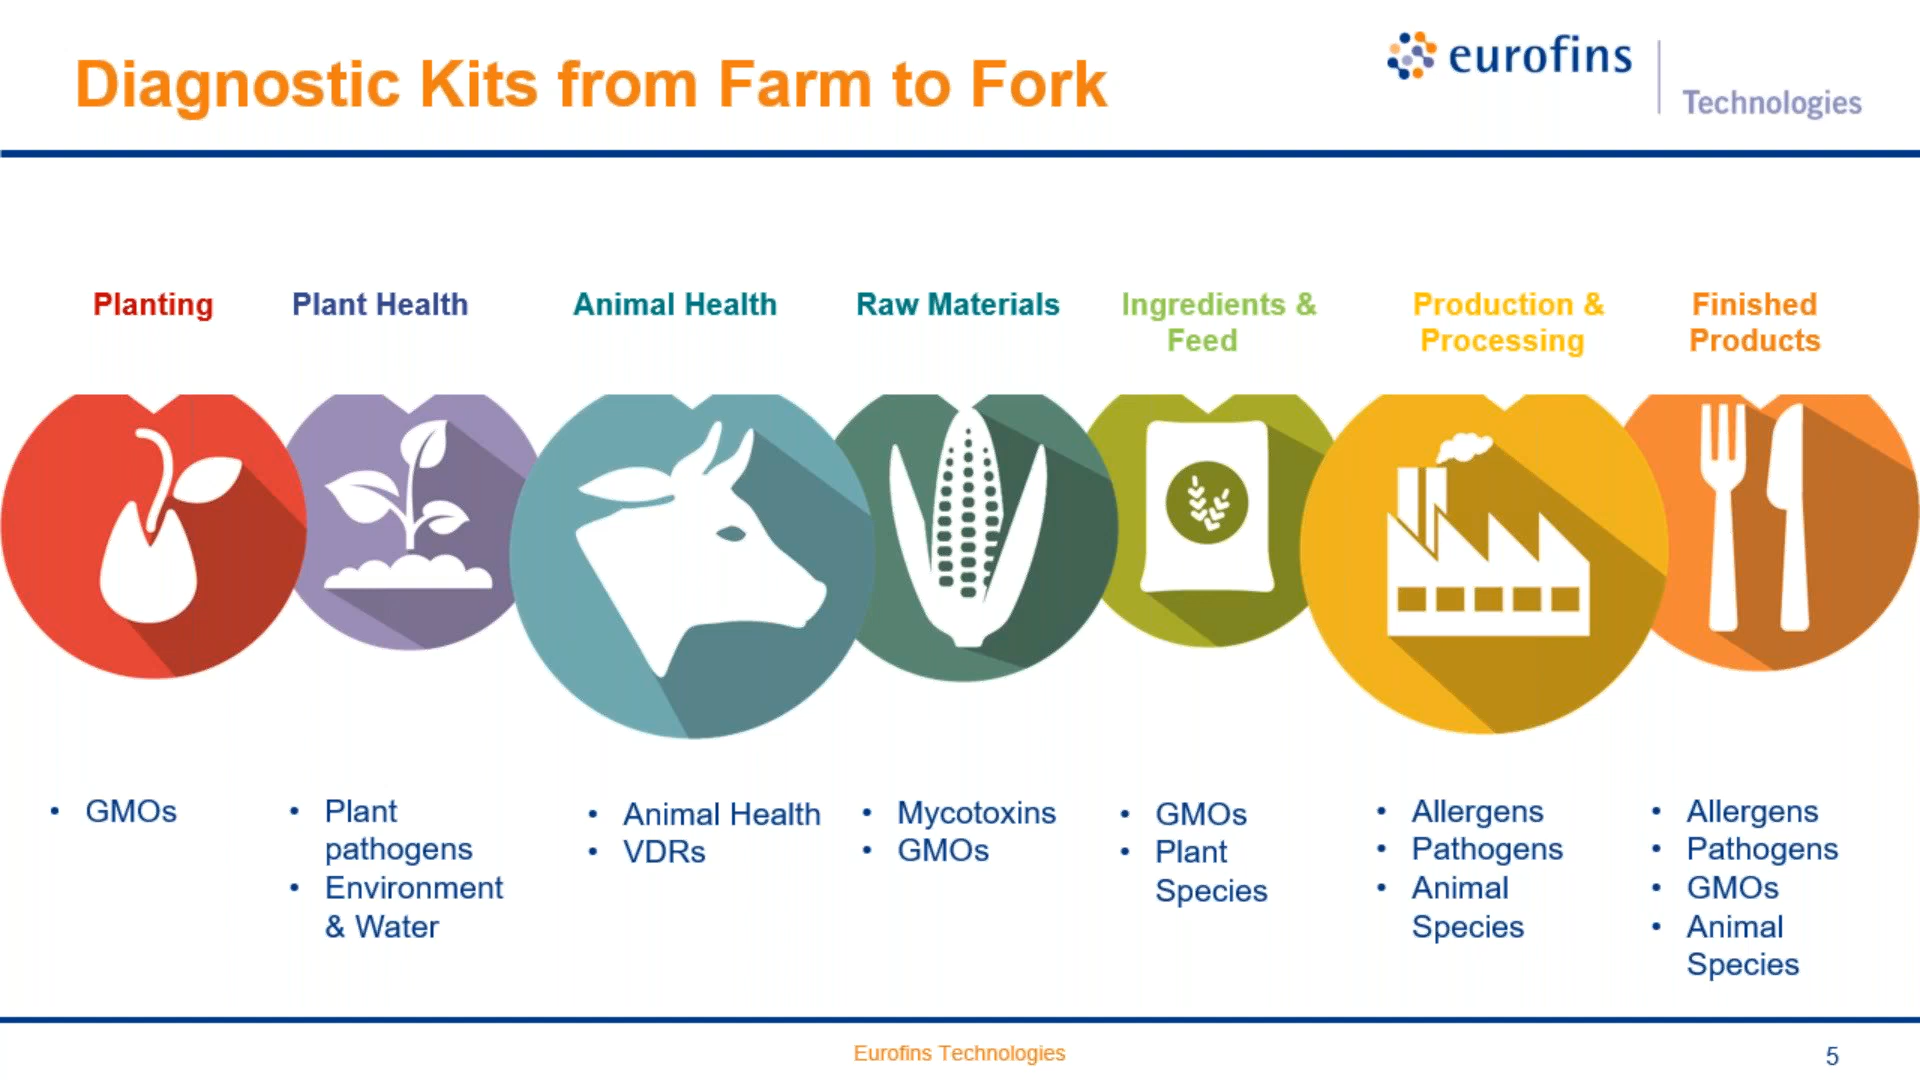 Diagnostic Kits from Farm to Fork
eurofins
Technologies
Planting
Plant Health
Animal Health
Raw Materials
Ingredients &
Feed
Production &
Processing
Finished
Products
• GMOs
• Plant
pathogens
• Environment
& Water
• Animal Health
• VDRs
• Mycotoxins
• GMOs
• GMOs
• Plant
Species
• Allergens
• Pathogens
• Animal
Species
• Allergens
• Pathogens
• GMOs
• Animal
Species
Eurofins Technologies
5